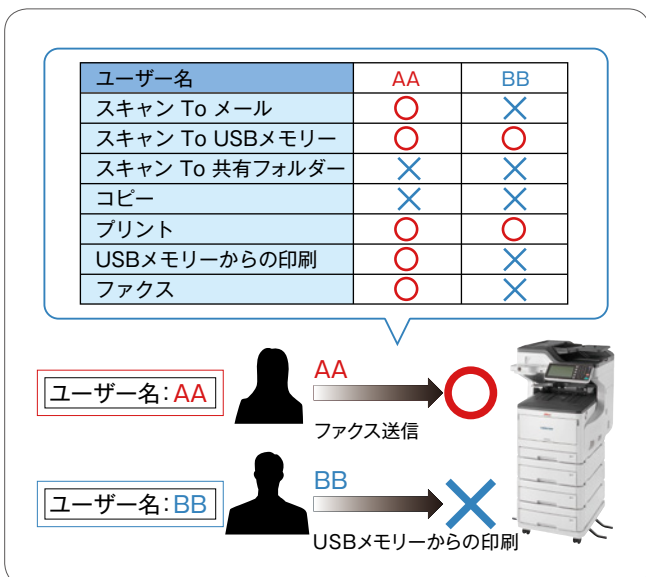 ユーザー名 AA BB
スキャン To メール ○ ×
スキャン To USBメモリー ○ ○
スキャン To 共有フォルダー × ×
コピー × ×
プリント ○ ○
USBメモリーからの印刷 ○ ×
ファクス ○ ×
ユーザー名：AA
AA
ファクス送信
ユーザー名：BB
BB
USBメモリーからの印刷